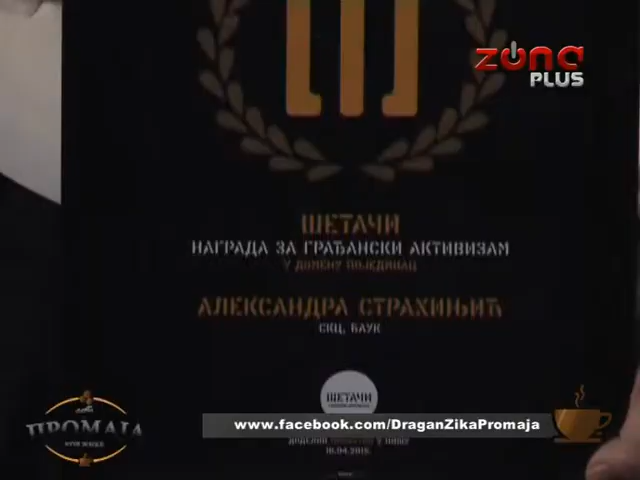 zona
PLUS
ШЕТАЧИ
НАГРАДА ЗА ГРАЂАНСКИ АКТИВИЗАМ
У ДОМЕНУ ПОЈЕДИНАЦ
АЛЕКСАНДРА СТРАХИЊИЋ
СКЦ, БАУК
ШЕТАЧИ
www.facebook.com/DraganZikaPromaja
ПРОМАЈА
У НИШУ